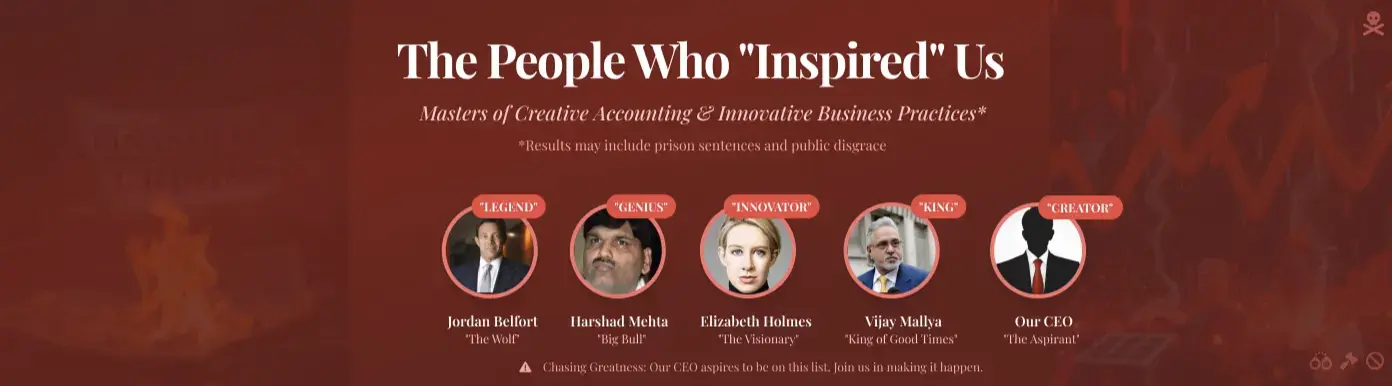 The People Who "Inspired" Us
Masters of Creative Accounting & Innovative Business Practices*
*Results may include prison sentences and public disgrace
"LEGEND"
"GENIUS"
"INNOVATOR"
"KING"
"CREATOR"
Jordan Belfort
Harshad Mehta
Elizabeth Holmes
Vijay Mallya
Our CEO
"The Wolf"
"Big Bull"
"The Visionary"
"King of Good Times"
"The Aspirant"
Chasing Greatness: Our CEO aspires to be on this list. Join us in making it happen.